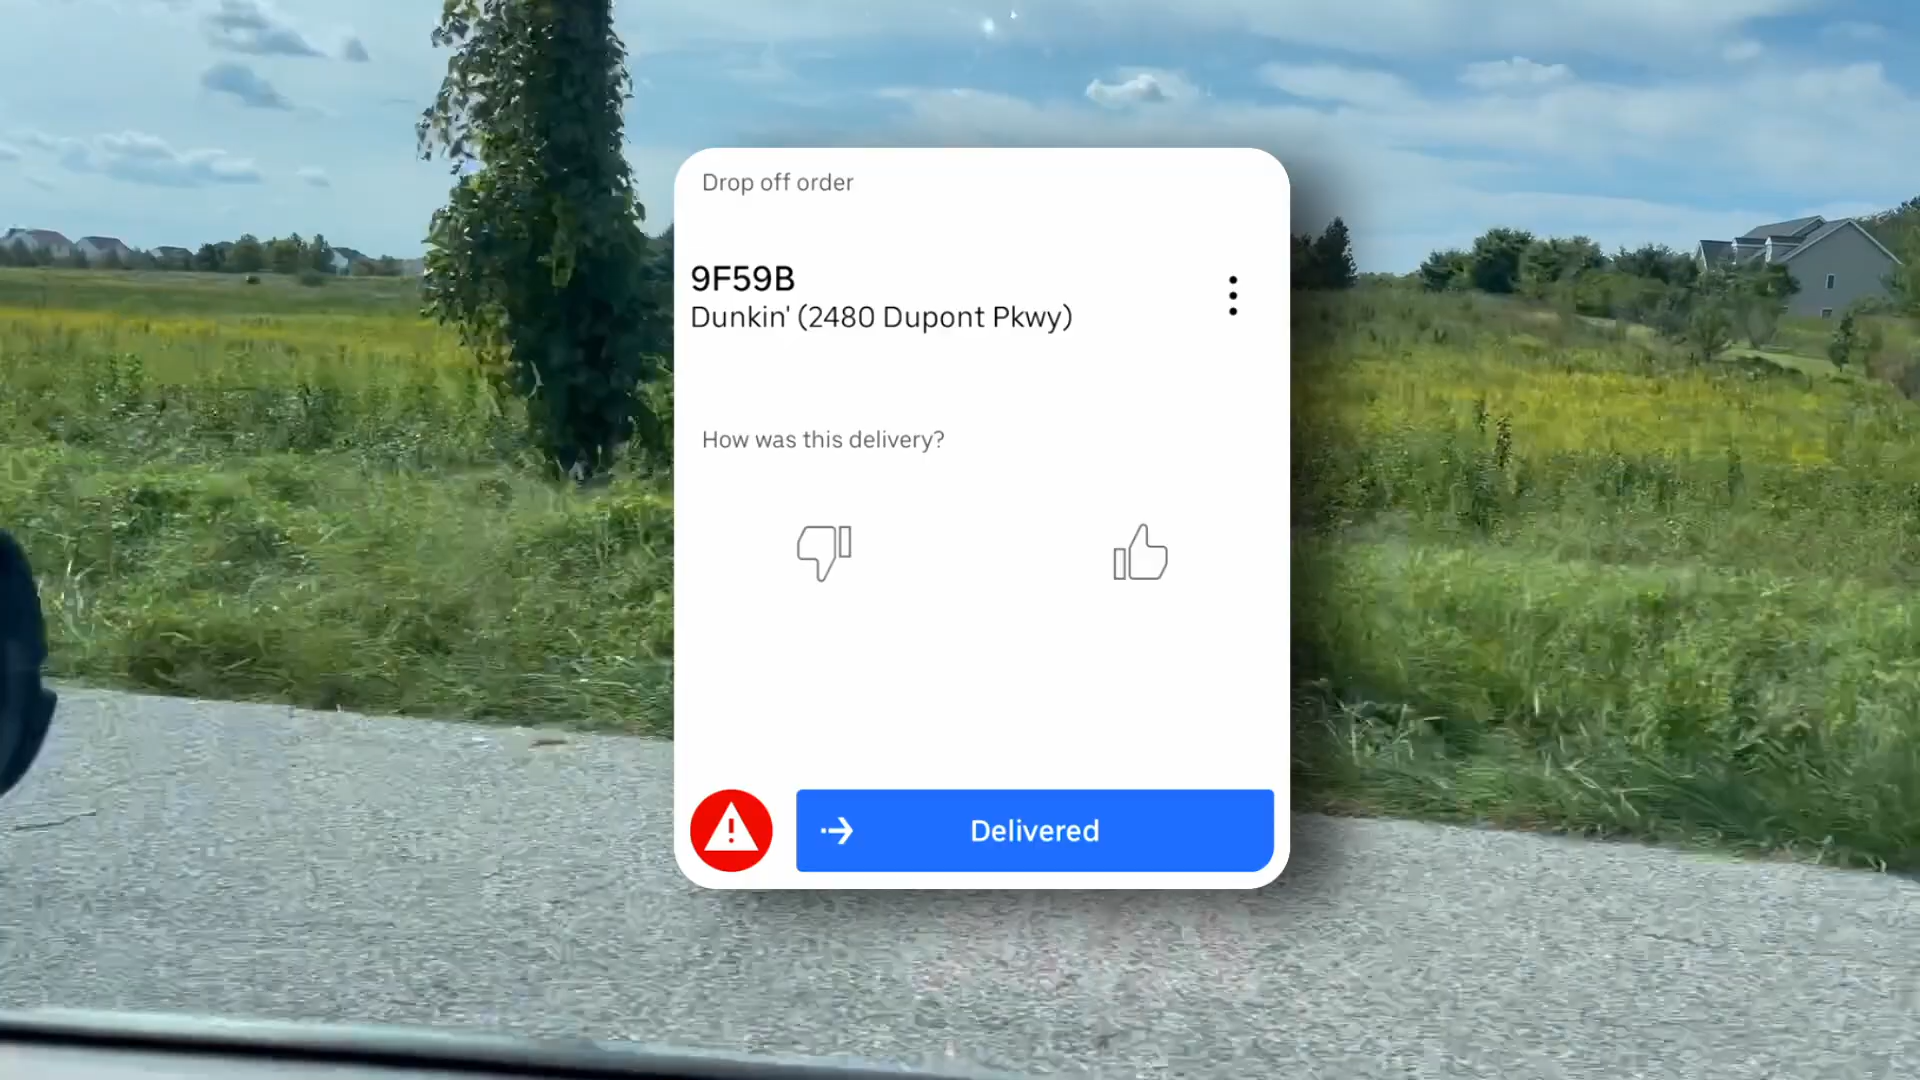 Drop off order
9F59B
Dunkin' (2480 Dupont Pkwy)
How was this delivery?
Delivered